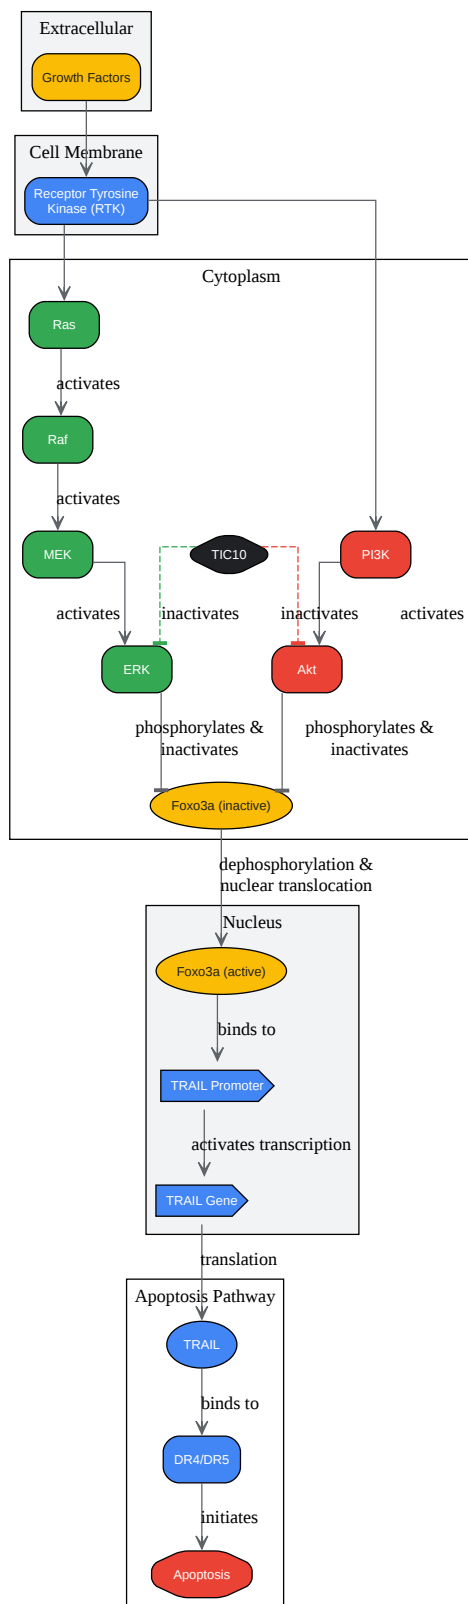 Extracellular
Growth Factors
Cell Membrane
Receptor Tyrosine
Kinase (RTK)
Cytoplasm
Ras
activates
Raf
activates
MEK
TIC10
PI3K
activates
inactivates
inactivates
activates
ERK
Akt
phosphorylates &
inactivates
phosphorylates &
inactivates
Foxo3a (inactive)
dephosphorylation &
nuclear translocation
Nucleus
Foxo3a (active)
binds to
TRAIL Promoter
activates transcription
TRAIL Gene
translation
Apoptosis Pathway
TRAIL
binds to
DR4/DR5
initiates
Apoptosis